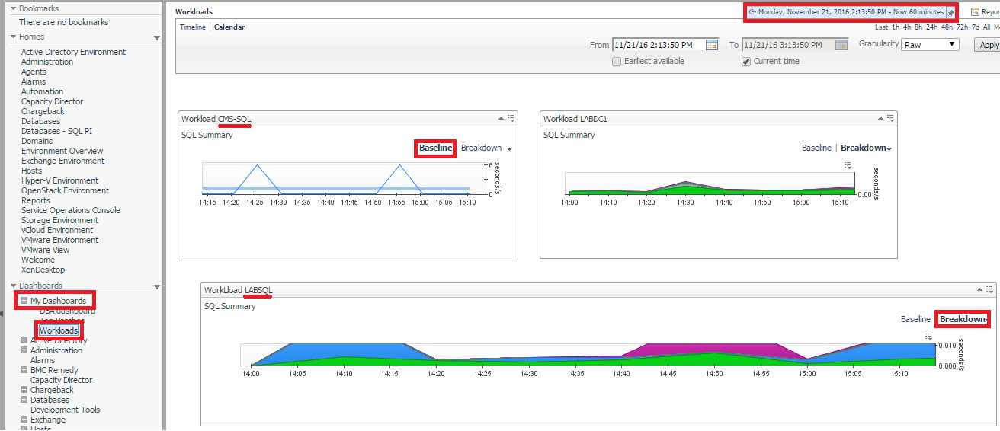 Bookmarks
There are no bookmarks
Homes
Active Directory Environment
Administration
Agents
Alarms
Automation
Capacity Director
Chargeback
Databases
Databases - SQL PI
Domains
Environment Overview
Exchange Environment
Hosts
Hyper-V Environment
OpenStack Environment
Reports
Service Operations Console
Storage Environment
vCloud Environment
VMware Environment
VMware View
Welcome
XenDesktop
Dashboards
My Dashboards
DBA dashboard
Top Batches
Workloads
Active Directory
Administration
Alarms
BMC Remedy
Capacity Director
Chargeback
Databases
Development Tools
Exchange
Hosts
Workloads
Monday, November 21, 2016 2:13:50 PM - Now 60 minutes
Repor
Timeline | Calendar
Last 1h 4h 8h 24h 48h 72h 7d All Mo
From 11/21/16 2:13:50 PM To 11/21/16 3:13:50 PM Granularity Raw Apply
Earliest available Current time
Workload CMS-SQL
SQL Summary
Baseline | Breakdown
6
0
seconds/s
14:15 14:20 14:25 14:30 14:35 14:40 14:45 14:50 14:55 15:00 15:05 15:10
Workload LABDC1
SQL Summary
Baseline | Breakdown
0.00
seconds/s
14:00 14:10 14:20 14:30 14:40 14:50 15:00 15:10
WorkLload LABSQL
SQL Summary
Baseline Breakdown
0.010
0.000
seconds/s
14:00 14:05 14:10 14:15 14:20 14:25 14:30 14:35 14:40 14:45 14:50 14:55 15:00 15:05 15:10